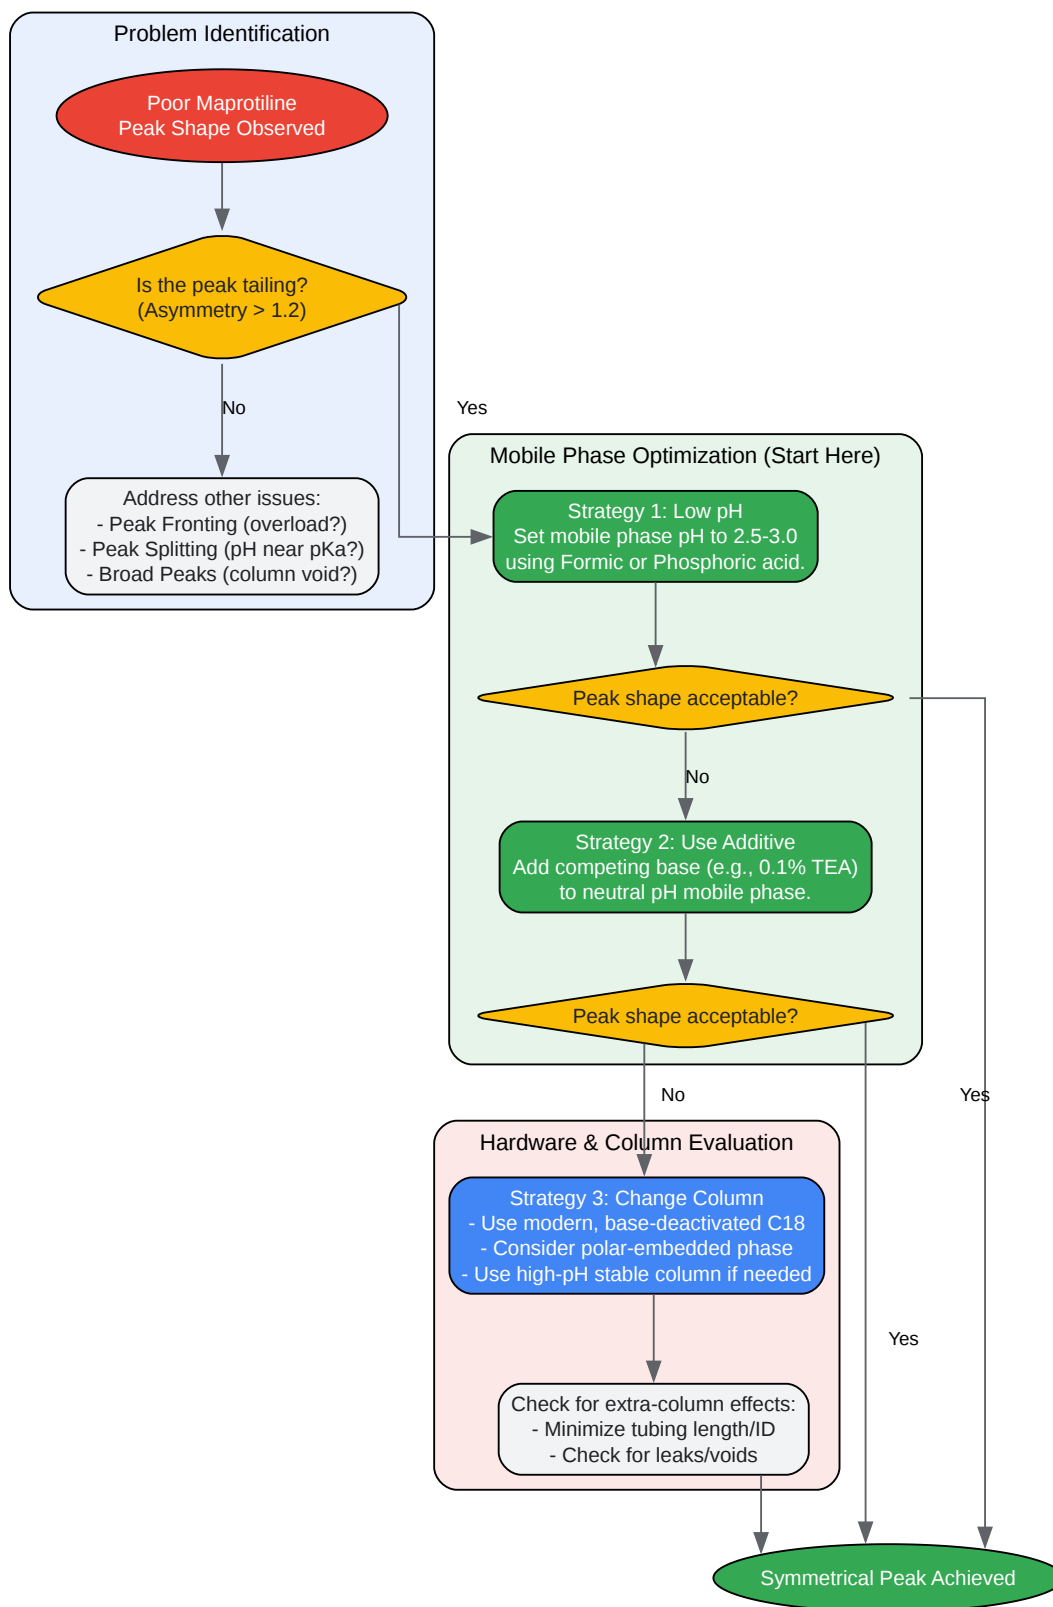 Problem Identification
Poor Maprotiline
Peak Shape Observed
Is the peak tailing?
(Asymmetry > 1.2)
No
Yes
Address other issues:
- Peak Fronting (overload?)
- Peak Splitting (pH near pKa?)
- Broad Peaks (column void?)
Mobile Phase Optimization (Start Here)
Strategy 1: Low pH
Set mobile phase pH to 2.5-3.0
using Formic or Phosphoric acid.
Peak shape acceptable?
No
Strategy 2: Use Additive
Add competing base (e.g., 0.1% TEA)
to neutral pH mobile phase.
Peak shape acceptable?
No
Yes
Hardware & Column Evaluation
Strategy 3: Change Column
- Use modern, base-deactivated C18
- Consider polar-embedded phase
- Use high-pH stable column if needed
Yes
Check for extra-column effects:
- Minimize tubing length/ID
- Check for leaks/voids
Symmetrical Peak Achieved